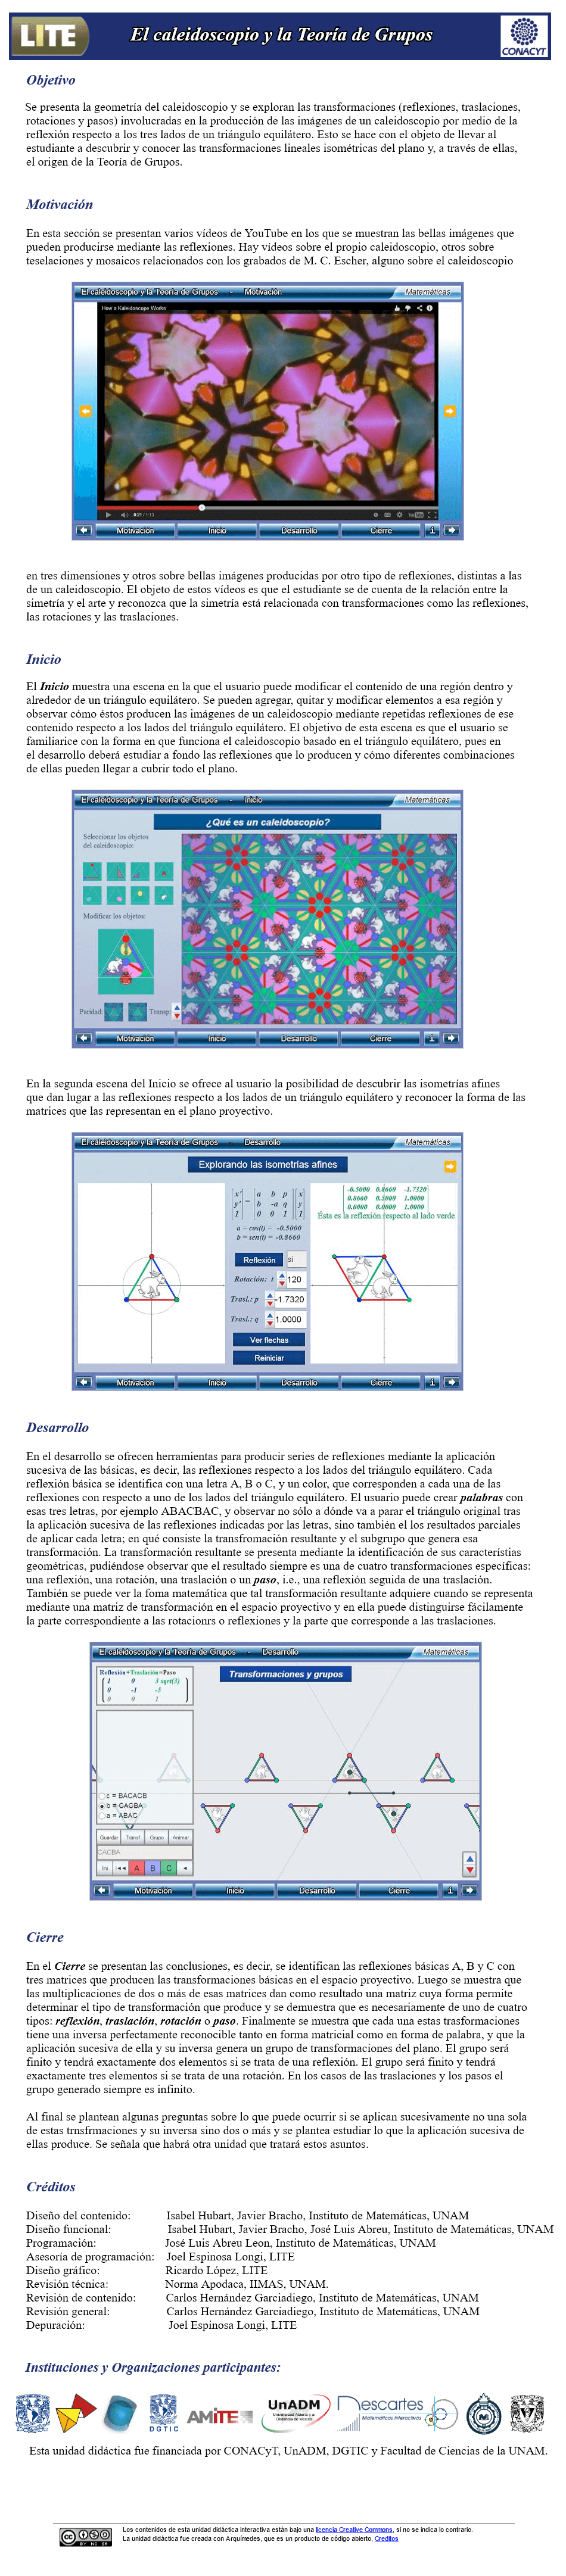 LITE
El caleidoscopio y la Teoría de Grupos
CONACYT
Objetivo
Se presenta la geometría del caleidoscopio y se exploran las transformaciones (reflexiones, traslaciones,
rotaciones y pasos) involucradas en la producción de las imágenes de un caleidoscopio por medio de la
reflexión respecto a los tres lados de un triángulo equilátero. Esto se hace con el objeto de llevar al
estudiante a descubrir y conocer las transformaciones lineales isométricas del plano y, a través de ellas,
el origen de la Teoría de Grupos.
Motivación
En esta sección se presentan varios vídeos de YouTube en los que se muestran las bellas imágenes que
pueden producirse mediante las reflexiones. Hay vídeos sobre el propio caleidoscopio, otros sobre
teselaciones y mosaicos relacionados con los grabados de M. C. Escher, alguno sobre el caleidoscopio
El caleidoscopio y la Teoría de Grupos - Motivación Matemáticas
How a Kaleidoscope Works
0:21 / 1:13 YouTube
Motivación Inicio Desarrollo Cierre 1
en tres dimensiones y otros sobre bellas imágenes producidas por otro tipo de reflexiones, distintas a las
de un caleidoscopio. El objeto de estos vídeos es que el estudiante se de cuenta de la relación entre la
simetría y el arte y reconozca que la simetría está relacionada con transformaciones como las reflexiones,
las rotaciones y las traslaciones.
Inicio
El Inicio muestra una escena en la que el usuario puede modificar el contenido de una región dentro y
alrededor de un triángulo equilátero. Se pueden agregar, quitar y modificar elementos a esa región y
observar cómo éstos producen las imágenes de un caleidoscopio mediante repetidas reflexiones de ese
contenido respecto a los lados del triángulo equilátero. El objetivo de esta escena es que el usuario se
familiarice con la forma en que funciona el caleidoscopio basado en el triángulo equilátero, pues en
el desarrollo deberá estudiar a fondo las reflexiones que lo producen y cómo diferentes combinaciones
de ellas pueden llegar a cubrir todo el plano.
El caleidoscopio y la Teoría de Grupos - Inicio Matemáticas
¿Qué es un caleidoscopio?
Seleccionar los objetos
del caleidoscopio:
Modificar los objetos:
Paridad: Transp
Motivación Inicio Desarrollo Cierre 1
En la segunda escena del Inicio se ofrece al usuario la posibilidad de descubrir las isometrías afines
que dan lugar a las reflexiones respecto a los lados de un triángulo equilátero y reconocer la forma de las
matrices que las representan en el plano proyectivo.
El caleidoscopio y la Teoría de Grupos - Desarrollo Matemáticas
Explorando las isometrías afines
x' a b p x
y' = b -a q y
1 0 0 1 1
a = cos(t) = -0.5000
b = sen(t) = -0.8660
-0.5000 0.8660 -1.7320
0.8660 0.5000 1.0000
0.0000 0.0000 1.0000
Ésta es la reflexión respecto al lado verde
Reflexión si
Rotación: t 120
Trasl.: p -1.7320
Trasl.: q 1.0000
Ver flechas
Reiniciar
Motivación Inicio Desarrollo Cierre 1
Desarrollo
En el desarrollo se ofrecen herramientas para producir series de reflexiones mediante la aplicación
sucesiva de las básicas, es decir, las reflexiones respecto a los lados del triángulo equilátero. Cada
reflexión básica se identifica con una letra A, B o C, y un color, que corresponden a cada una de las
reflexiones con respecto a uno de los lados del triángulo equilátero. El usuario puede crear palabras con
esas tres letras, por ejemplo ABACBAC, y observar no sólo a dónde va a parar el triángulo original tras
la aplicación sucesiva de las reflexiones indicadas por las letras, sino también el los resultados parciales
de aplicar cada letra; en qué consiste la transfromación resultante y el subgrupo que genera esa
transformación. La transformación resultante se presenta mediante la identificación de sus característias
geométricas, pudiéndose observar que el resultado siempre es una de cuatro transformaciones específicas:
una reflexión, una rotación, una traslación o un paso, i.e., una reflexión seguida de una traslación.
También se puede ver la foma matemática que tal transformación resultante adquiere cuando se representa
mediante una matriz de transformación en el espacio proyectivo y en ella puede distinguirse fácilmente
la parte correspondiente a las rotacionrs o reflexiones y la parte que corresponde a las traslaciones.
El caleidoscopio y la Teoría de Grupos - Desarrollo Matemáticas
Reflexión + Traslación = Paso
1 0 3 sqrt(3)
0 -1 -5
0 0 1
Transformaciones y grupos
c = BACACB
b = CACBA
a = ABAC
Guardar Transf Grupo Animar
CACBA
Ini A B C
Motivación Inicio Desarrollo Cierre 1
Cierre
En el Cierre se presentan las conclusiones, es decir, se identifican las reflexiones básicas A, B y C con
tres matrices que producen las transformaciones básicas en el espacio proyectivo. Luego se muestra que
las multiplicaciones de dos o más de esas matrices dan como resultado una matriz cuya forma permite
determinar el tipo de transformación que produce y se demuestra que es necesariamente de uno de cuatro
tipos: reflexión, traslación, rotación o paso. Finalmente se muestra que cada una estas trasformaciones
tiene una inversa perfectamente reconocible tanto en forma matricial como en forma de palabra, y que la
aplicación sucesiva de ella y su inversa genera un grupo de transformaciones del plano. El grupo será
finito y tendrá exactamente dos elementos si se trata de una reflexión. El grupo será finito y tendrá
exactamente tres elementos si se trata de una rotación. En los casos de las traslaciones y los pasos el
grupo generado siempre es infinito.
Al final se plantean algunas preguntas sobre lo que puede ocurrir si se aplican sucesivamente no una sola
de estas trnsfrmaciones y su inversa sino dos o más y se plantea estudiar lo que la aplicación sucesiva de
ellas produce. Se señala que habrá otra unidad que tratará estos asuntos.
Créditos
Diseño del contenido: Isabel Hubart, Javier Bracho, Instituto de Matemáticas, UNAM
Diseño funcional: Isabel Hubart, Javier Bracho, José Luis Abreu, Instituto de Matemáticas, UNAM
Programación: José Luis Abreu Leon, Instituto de Matemáticas, UNAM
Asesoría de programación: Joel Espinosa Longi, LITE
Diseño gráfico: Ricardo López, LITE
Revisión técnica: Norma Apodaca, IIMAS, UNAM.
Revisión de contenido: Carlos Hernández Garciadiego, Instituto de Matemáticas, UNAM
Revisión general: Carlos Hernández Garciadiego, Instituto de Matemáticas, UNAM
Depuración: Joel Espinosa Longi, LITE
Instituciones y Organizaciones participantes:
DGTIC
AMITE
UnADM
Descartes
Matemáticas Interactivas
CIENCIAS
Esta unidad didáctica fue financiada por CONACyT, UnADM, DGTIC y Facultad de Ciencias de la UNAM.
cc BY NC SA
Los contenidos de esta unidad didáctica interactiva están bajo una licencia Creative Commons, si no se indica lo contrario.
La unidad didáctica fue creada con Arquímedes, que es un producto de código abierto, Creditos